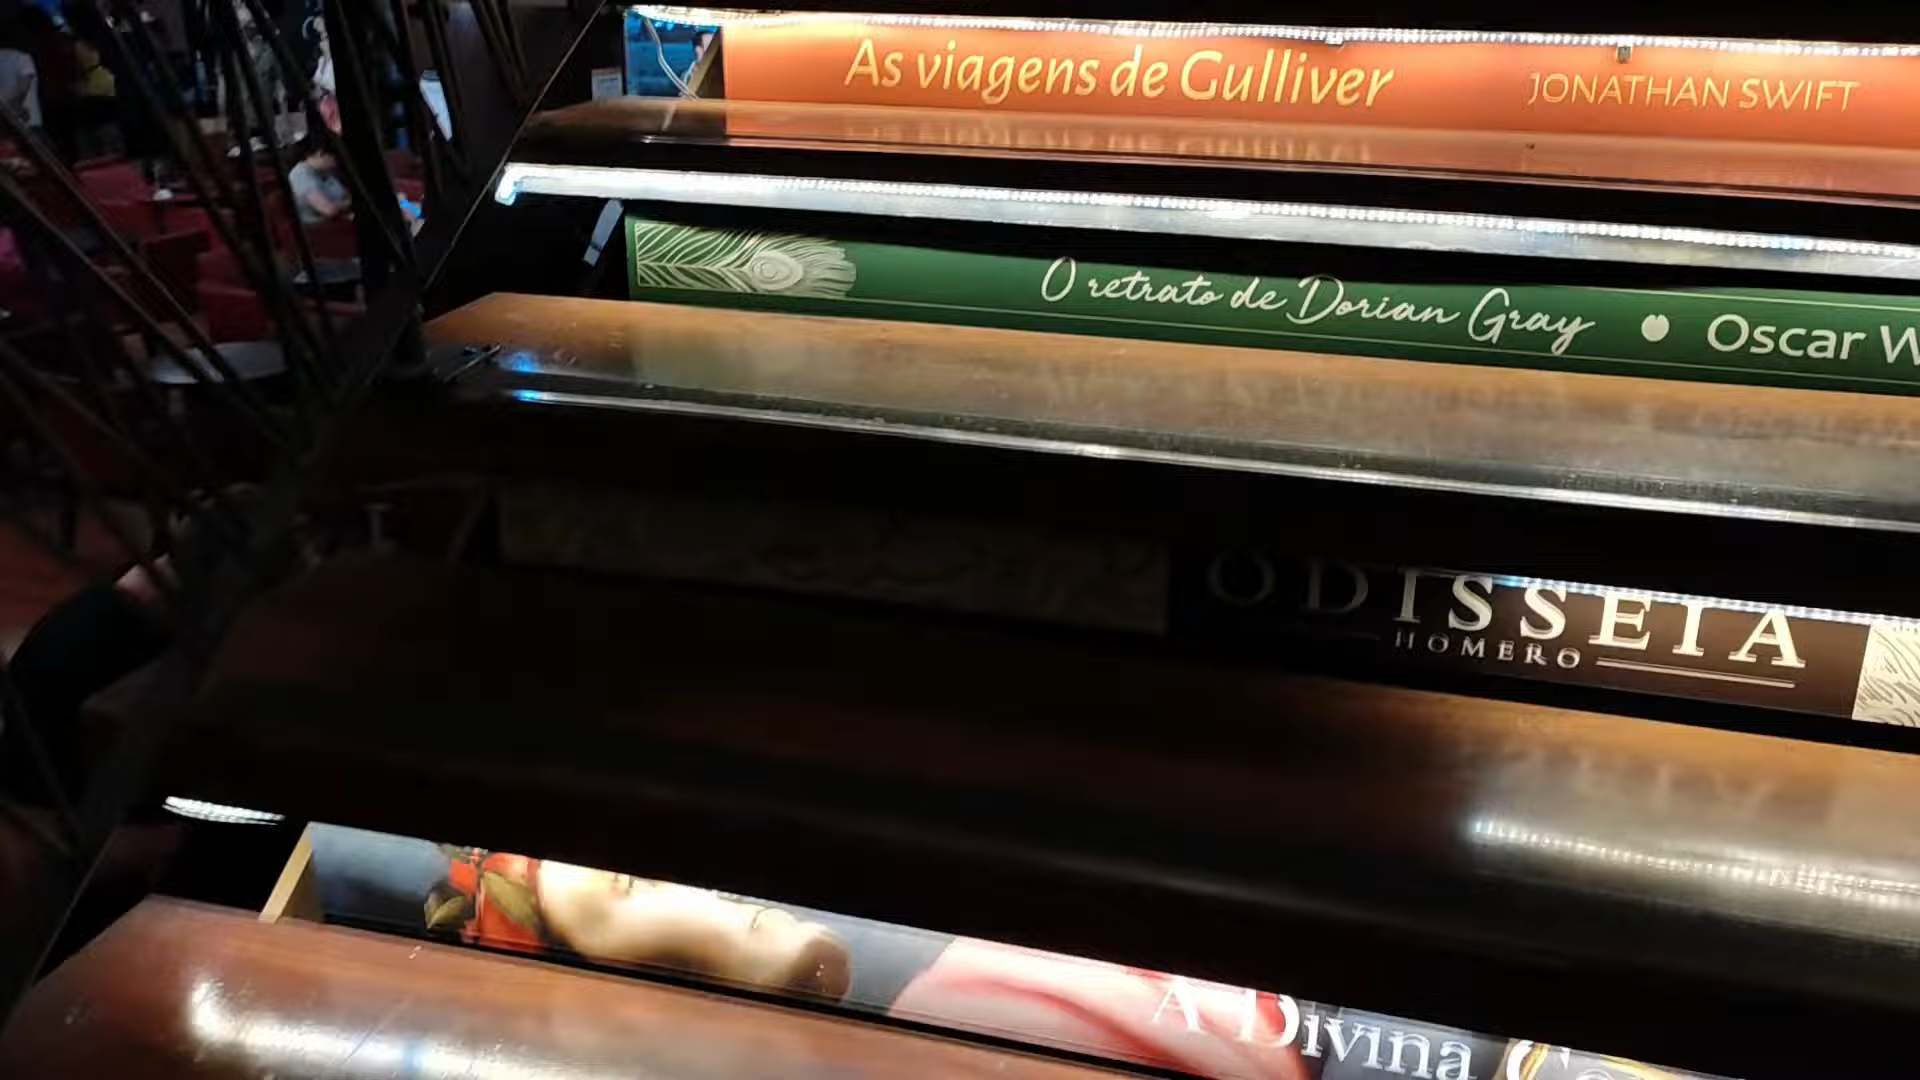 As viagens de Gulliver JONATHAN SWIFT
O retrato de Dorian Gray Oscar W
ODISSEIA
HOMERO
A Divina